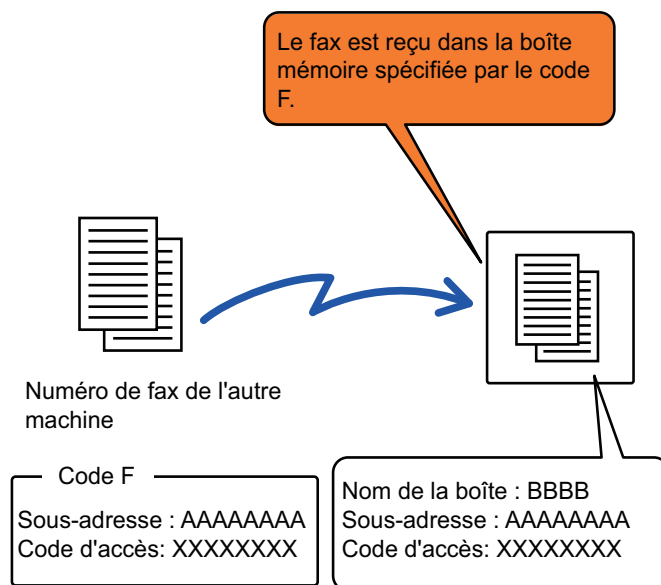 Le fax est reçu dans la boîte
mémoire spécifiée par le code
F.
Numéro de fax de l'autre
machine
Code F
Sous-adresse : AAAAAAAA
Code d'accès: XXXXXXXX
Nom de la boîte : BBBB
Sous-adresse : AAAAAAAA
Code d'accès: XXXXXXXX